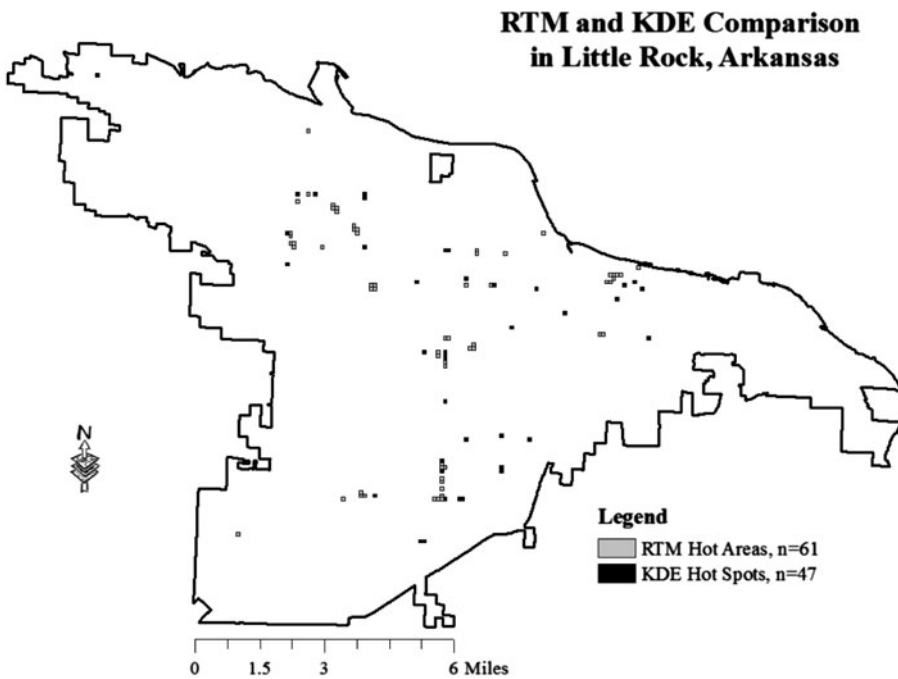 RTM and KDE Comparison
in Little Rock, Arkansas
N
Legend
RTM Hot Areas, n=61
KDE Hot Spots, n=47
0 1.5 3 6 Miles